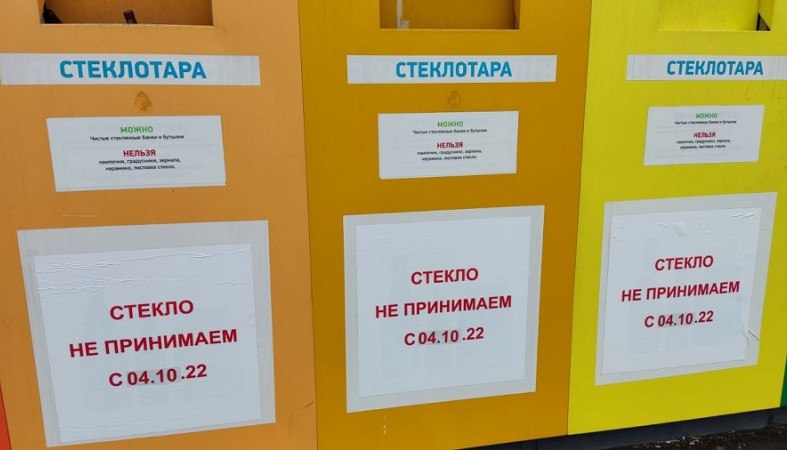 СТЕКЛОТАРА
МОЖНО
Чистые стеклянные банки и бутылки
НЕЛЬЗЯ
лампочки, градусники, зеркала,
керамика, листовое стекло.
СТЕКЛО
НЕ ПРИНИМАЕМ
С 04.10.22
СТЕКЛОТАРА
МОЖНО
Чистые стеклянные банки и бутылки
НЕЛЬЗЯ
лампочки, градусники, зеркала,
керамика, листовое стекло.
СТЕКЛО
НЕ ПРИНИМАЕМ
С 04.10.22
СТЕКЛОТАРА
МОЖНО
Чистые стеклянные банки и бутылки
НЕЛЬЗЯ
лампочки, градусники, зеркала,
керамика, листовое стекло.
СТЕКЛО
НЕ ПРИНИМАЕМ
С 04.10.22